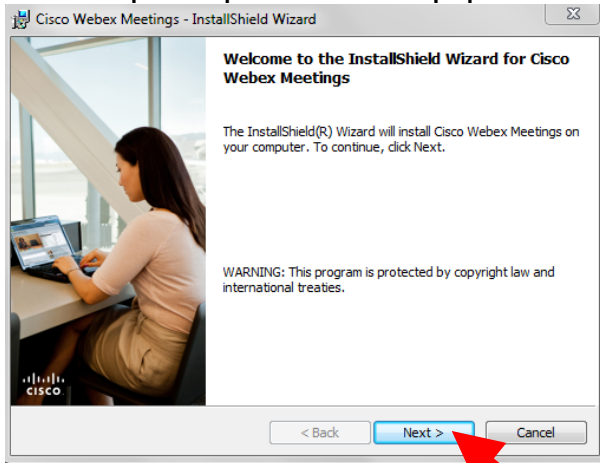 Cisco Webex Meetings - InstallShield Wizard
Welcome to the InstallShield Wizard for Cisco
Webex Meetings
The InstallShield(R) Wizard will install Cisco Webex Meetings on
your computer. To continue, click Next.
WARNING: This program is protected by copyright law and
international treaties.
CISCO
< Back Next > Cancel